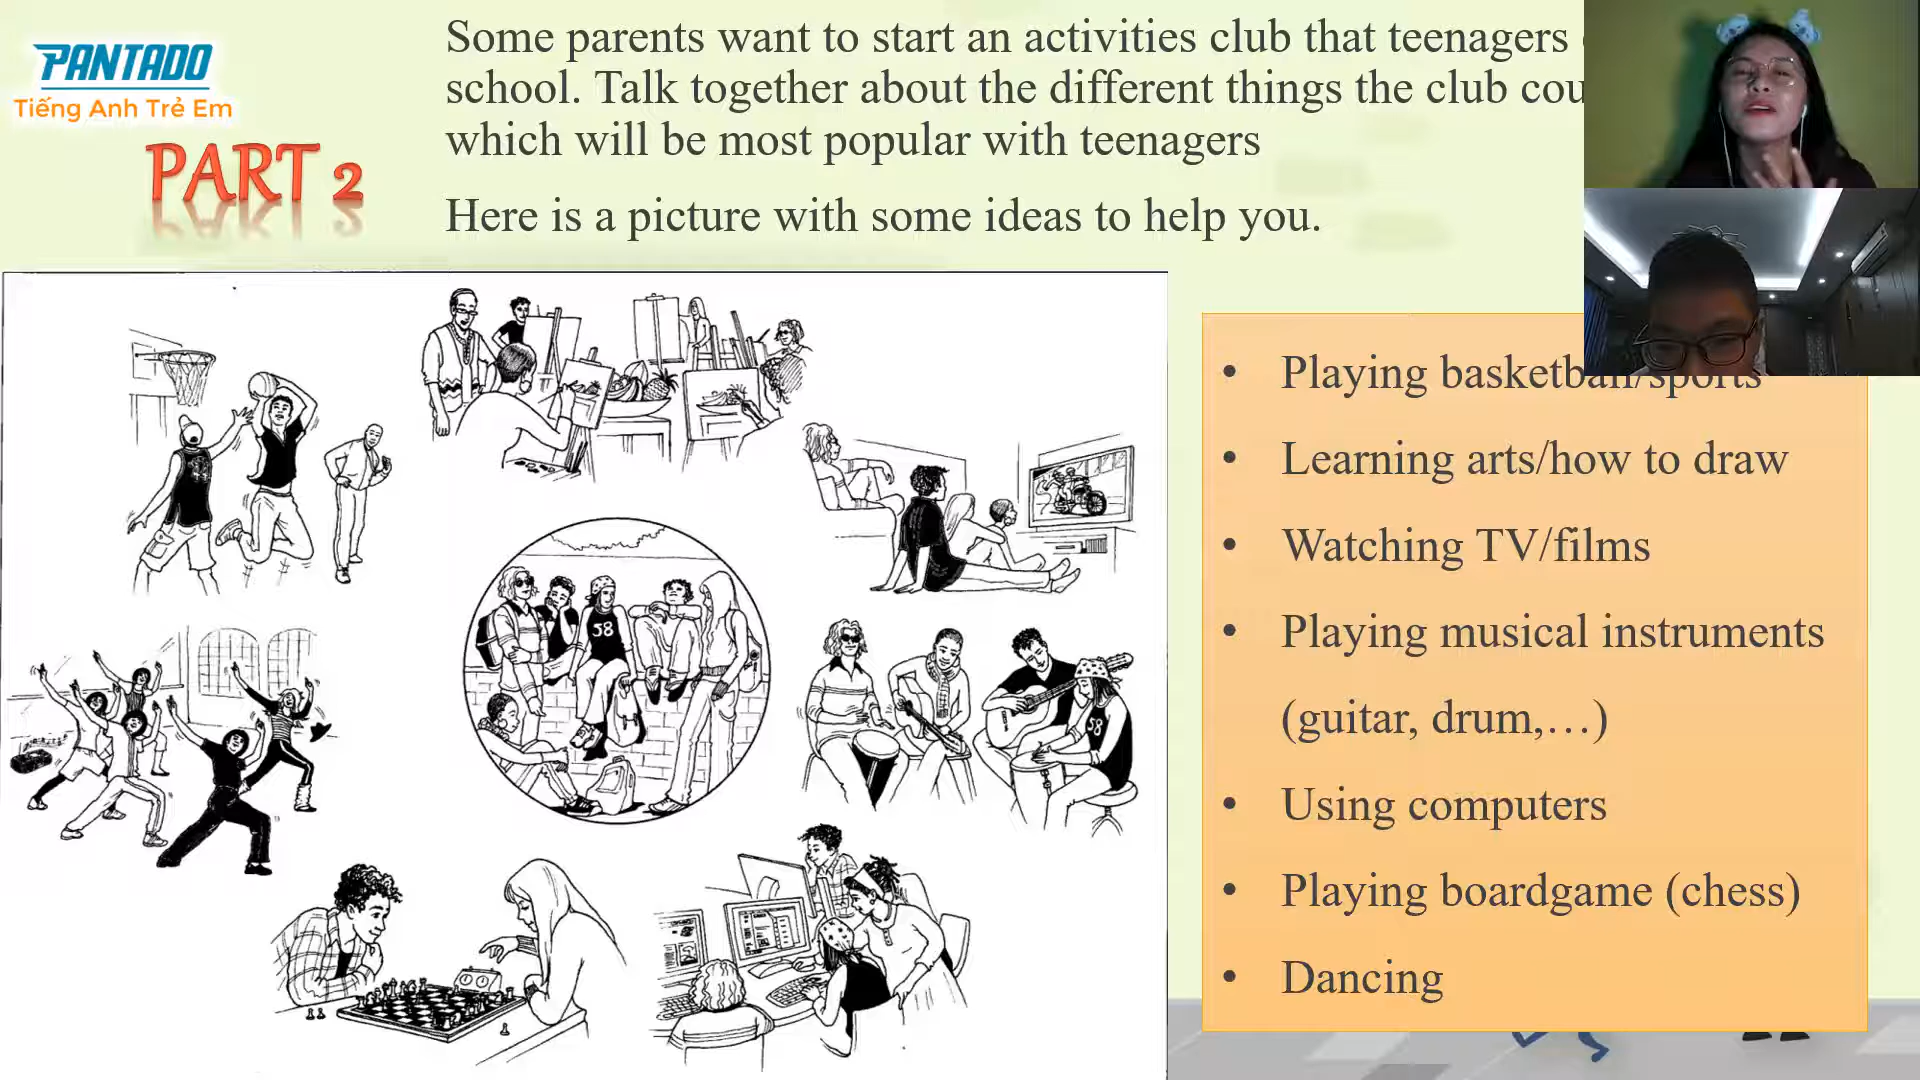 PANTADO
Tiếng Anh Trẻ Em
PART 2
Some parents want to start an activities club that teenagers
school. Talk together about the different things the club
which will be most popular with teenagers
Here is a picture with some ideas to help you.
• Playing basketball/sports
• Learning arts/how to draw
• Watching TV/films
• Playing musical instruments
(guitar, drum,…)
• Using computers
• Playing boardgame (chess)
• Dancing
58
58